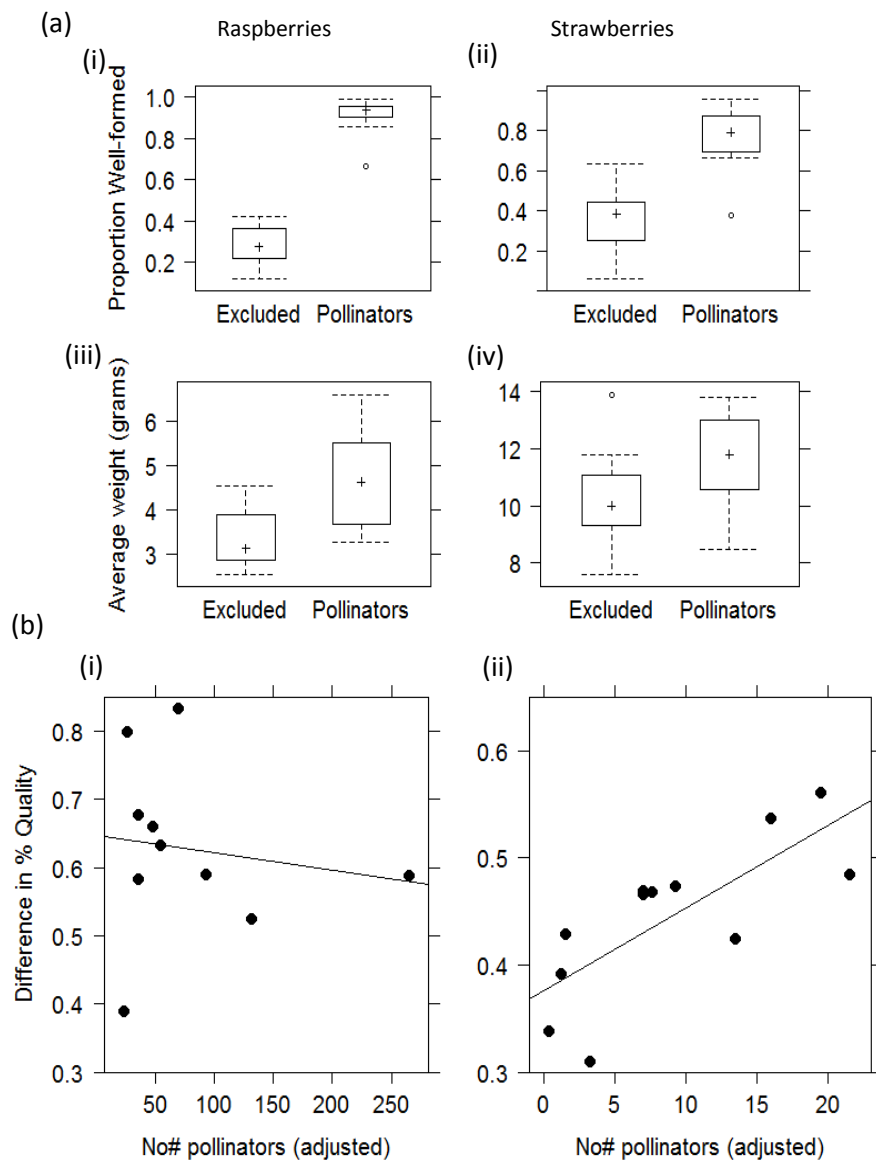 (a)
Raspberries
Strawberries
(i)
(ii)
Proportion Well-formed
1.0
0.8
0.6
0.4
0.2
Excluded Pollinators
0.8
0.6
0.4
0.2
Excluded Pollinators
(iii)
(iv)
Average weight (grams)
6
5
4
3
Excluded Pollinators
14
12
10
8
Excluded Pollinators
(b)
(i)
(ii)
Difference in % Quality
0.8
0.7
0.6
0.5
0.4
0.3
50 100 150 200 250
No# pollinators (adjusted)
0.6
0.5
0.4
0.3
0 5 10 15 20
No# pollinators (adjusted)